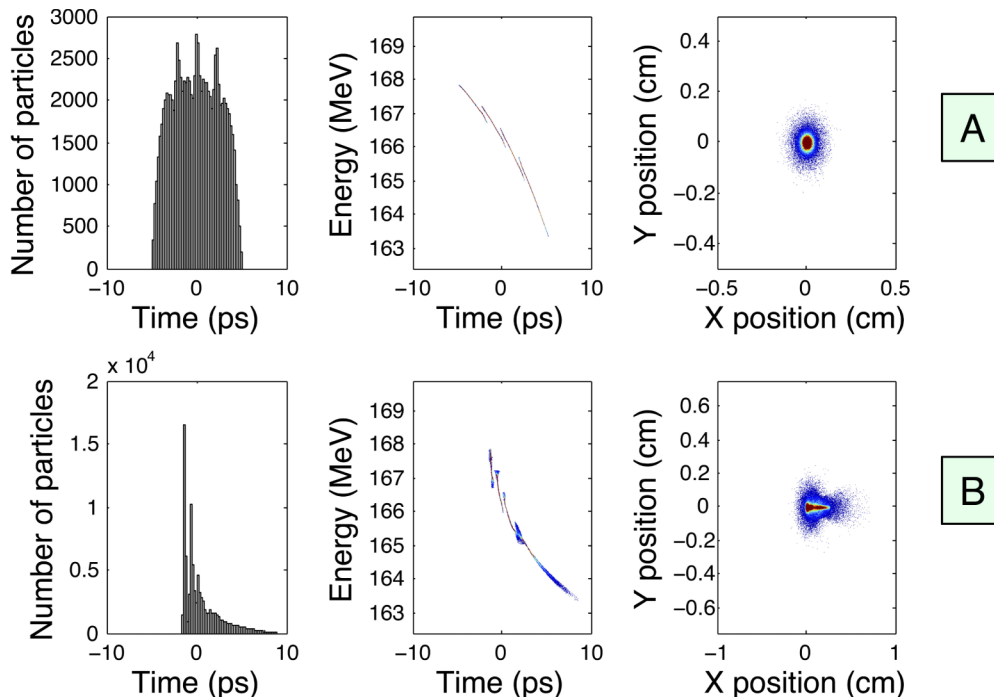 3000
2500
2000
1500
1000
500
0
−10 0 10
Number of particles
Time (ps)
169
168
167
166
165
164
163
−10 0 10
Energy (MeV)
Time (ps)
0.4
0.2
0
−0.2
−0.4
−0.5 0 0.5
Y position (cm)
X position (cm)
A
x 10^4
2
1.5
1
0.5
0
−10 0 10
Number of particles
Time (ps)
169
168
167
166
165
164
163
−10 0 10
Energy (MeV)
Time (ps)
0.6
0.4
0.2
0
−0.2
−0.4
−0.6
−1 0 1
Y position (cm)
X position (cm)
B